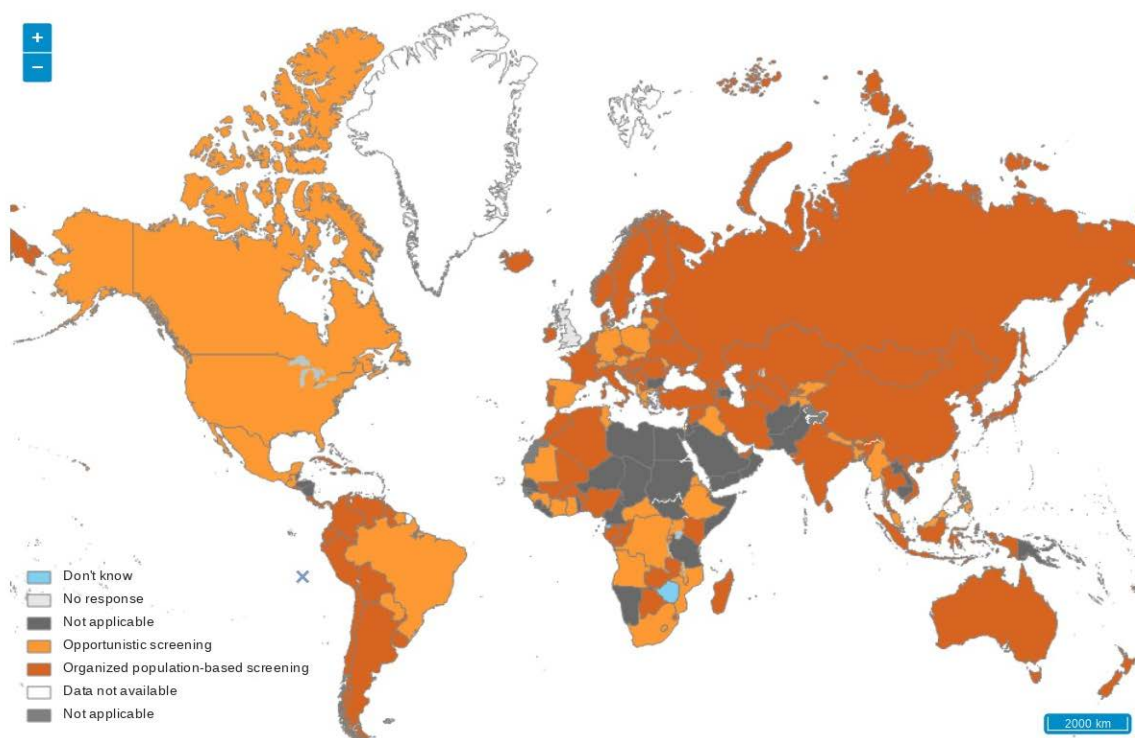 +
−
Don't know
No response
Not applicable
Opportunistic screening
Organized population-based screening
Data not available
Not applicable
2000 km